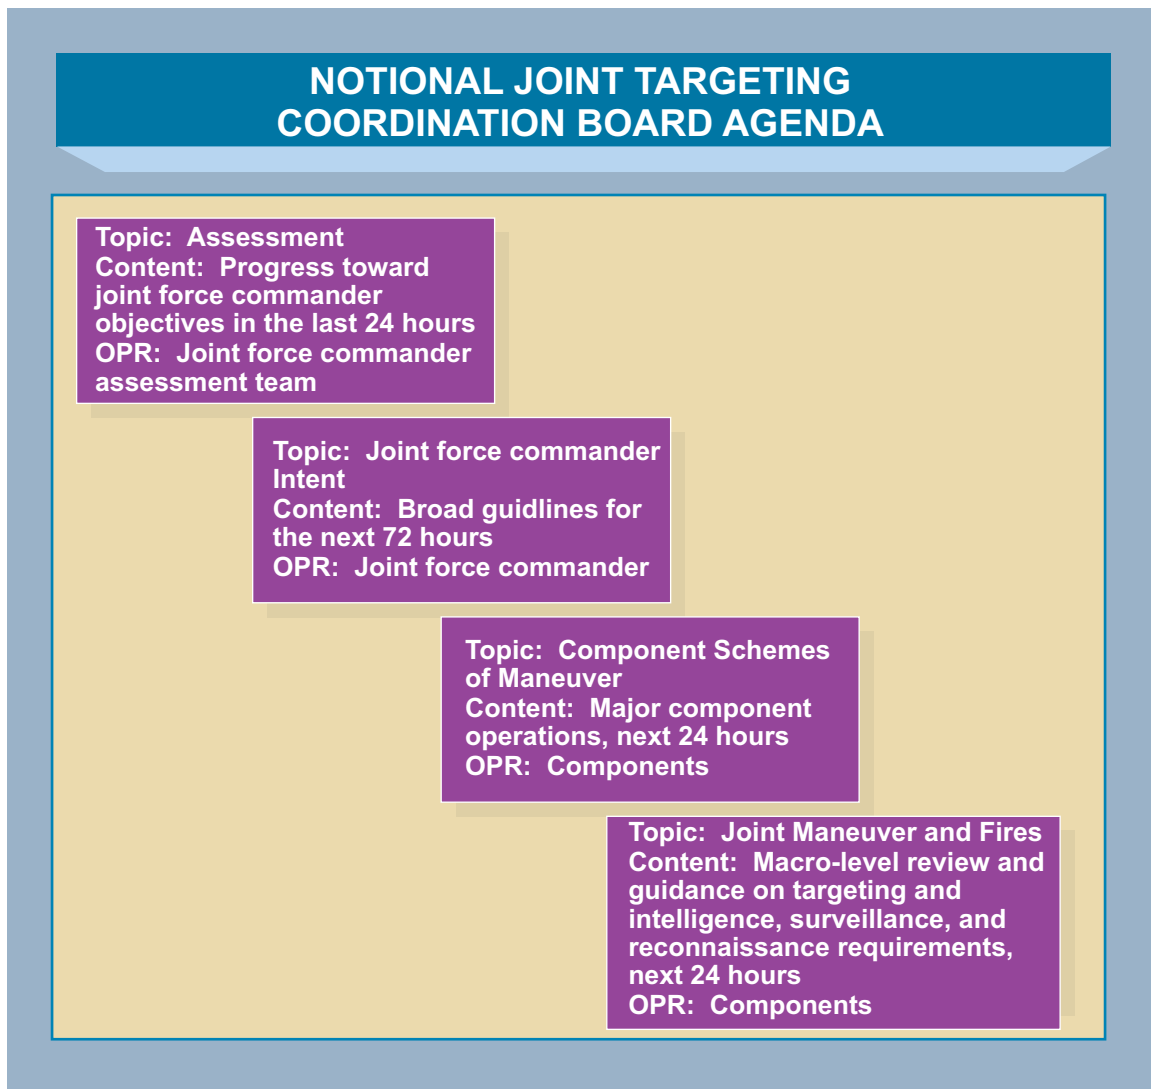 NOTIONAL JOINT TARGETING
COORDINATION BOARD AGENDA
Topic: Assessment
Content: Progress toward
joint force commander
objectives in the last 24 hours
OPR: Joint force commander
assessment team
Topic: Joint force commander
Intent
Content: Broad guidlines for
the next 72 hours
OPR: Joint force commander
Topic: Component Schemes
of Maneuver
Content: Major component
operations, next 24 hours
OPR: Components
Topic: Joint Maneuver and Fires
Content: Macro-level review and
guidance on targeting and
intelligence, surveillance, and
reconnaissance requirements,
next 24 hours
OPR: Components